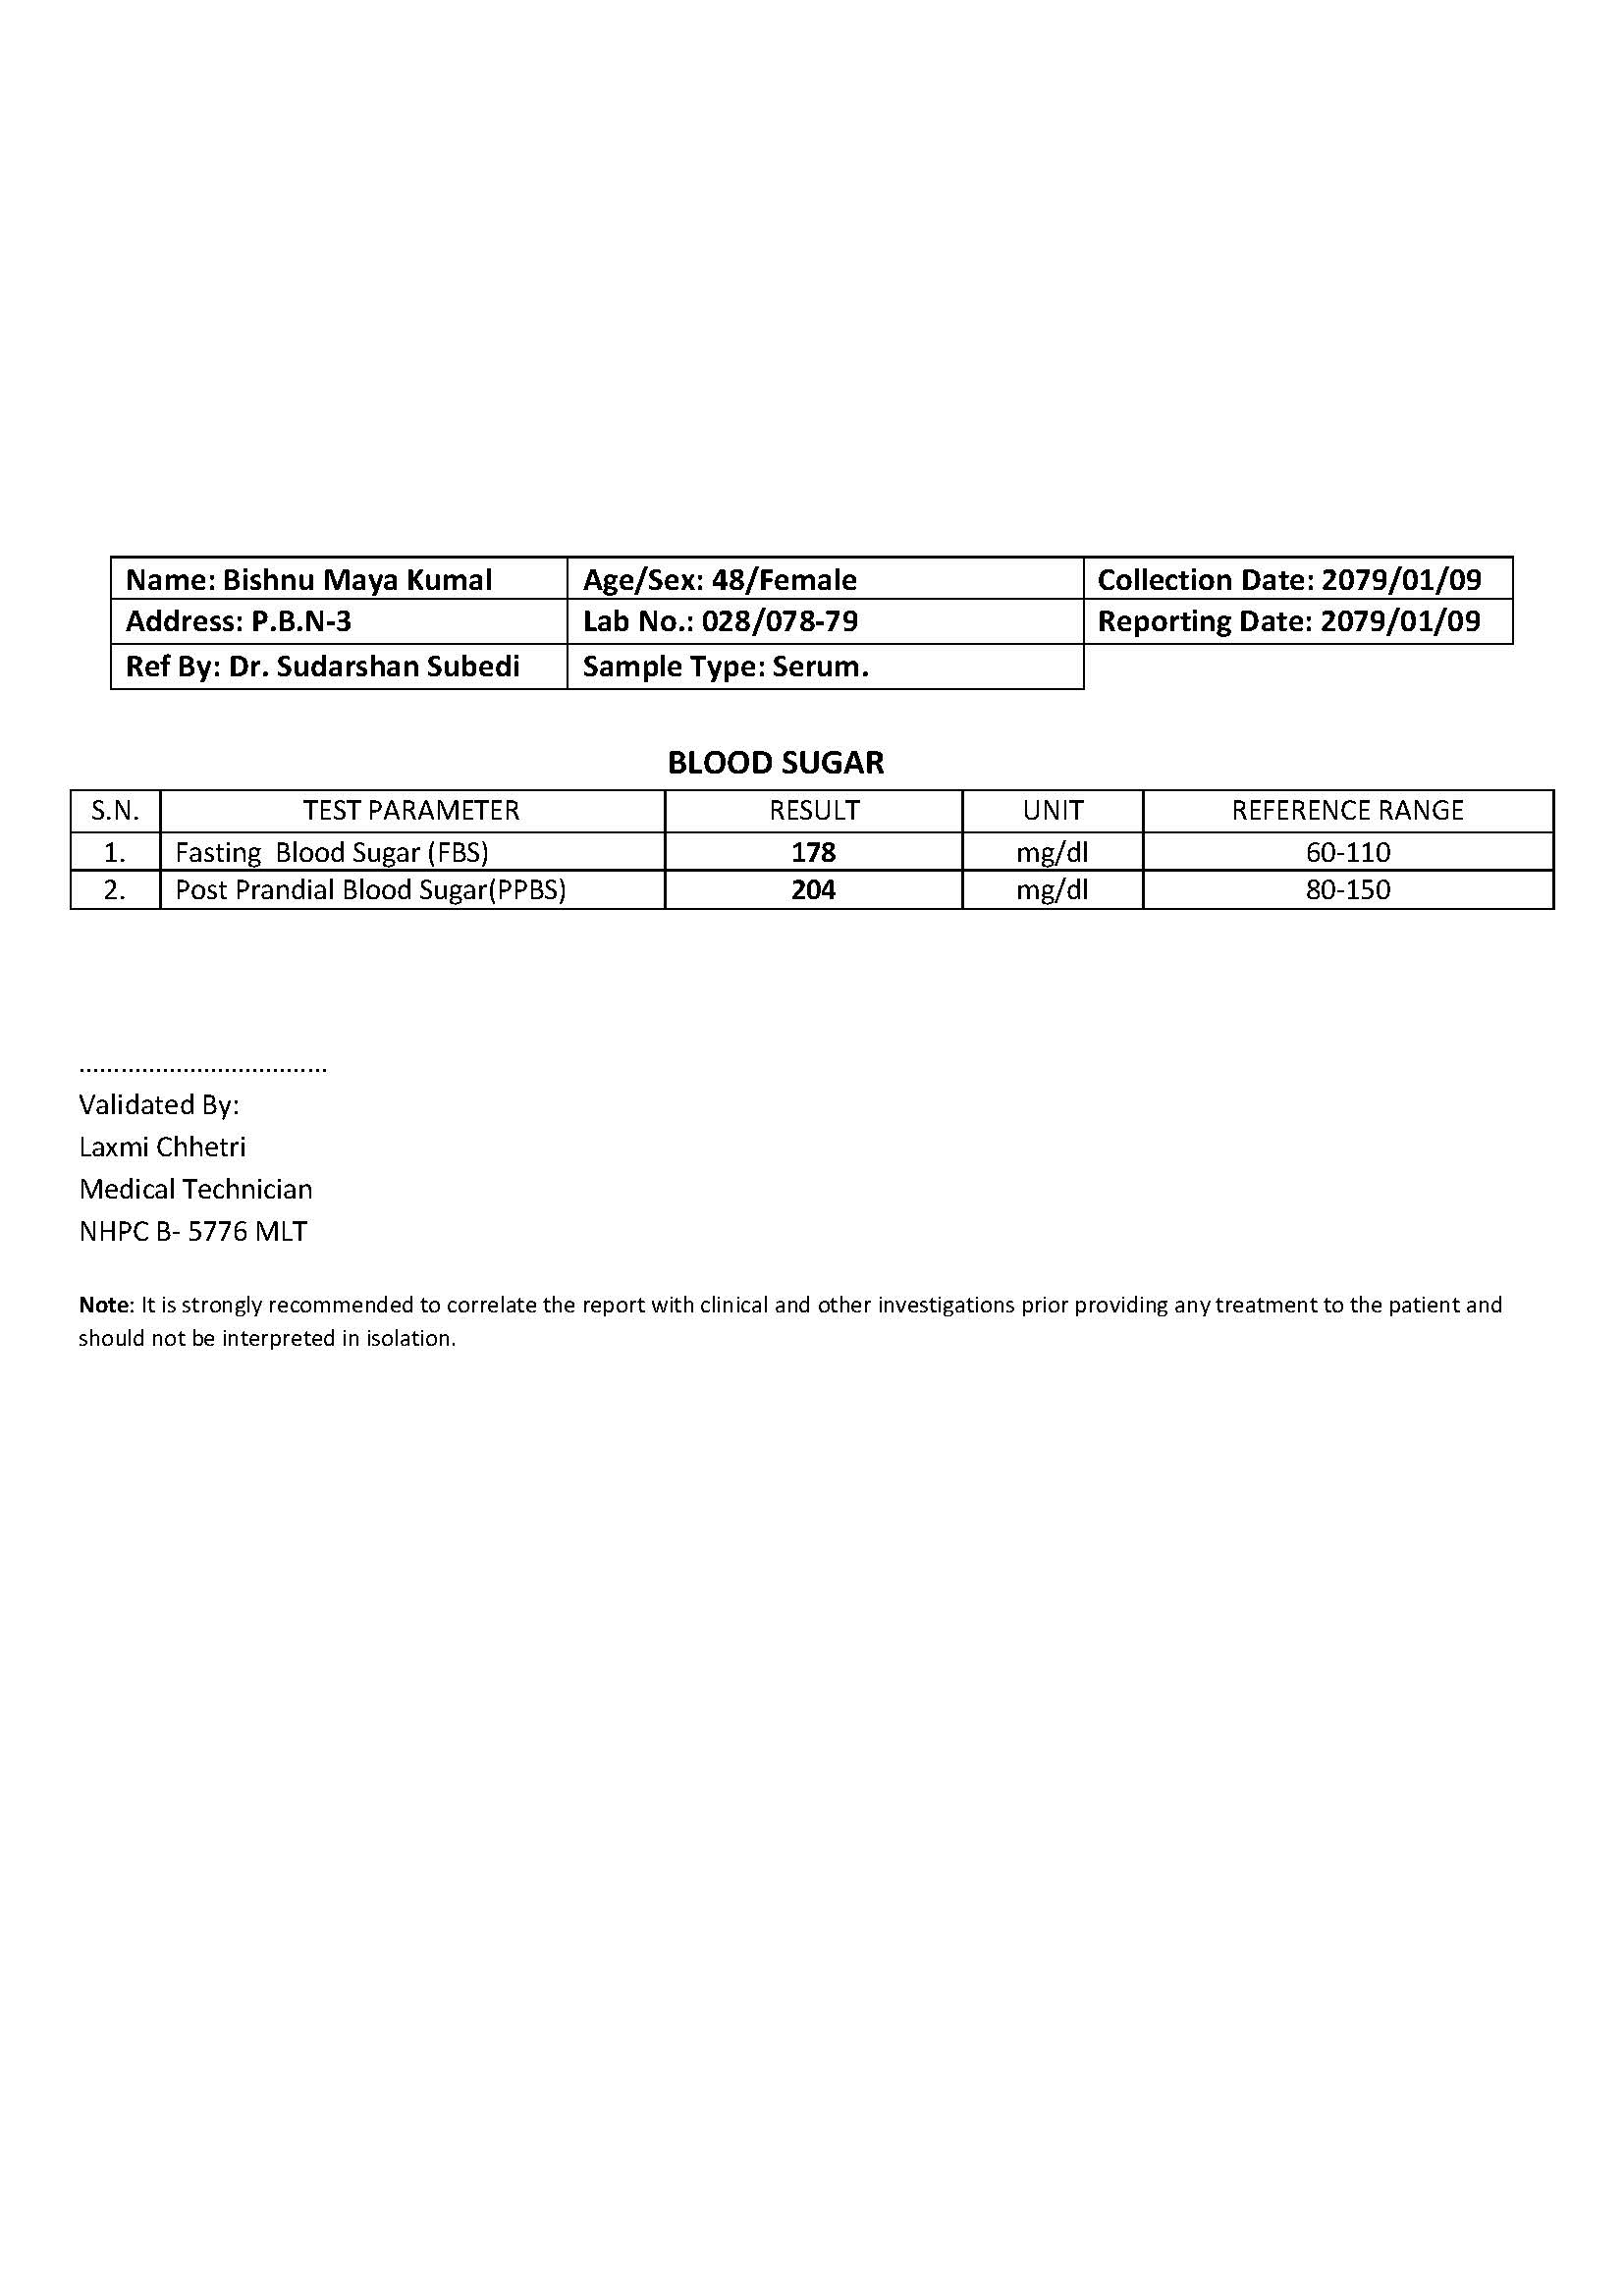 Name: Bishnu Maya Kumal Age/Sex: 48/Female Collection Date: 2079/01/09
Address: P.B.N-3 Lab No.: 028/078-79 Reporting Date: 2079/01/09
Ref By: Dr. Sudarshan Subedi Sample Type: Serum.
BLOOD SUGAR
S.N. TEST PARAMETER RESULT UNIT REFERENCE RANGE
1. Fasting  Blood Sugar (FBS) 178 mg/dl 60-110
2. Post Prandial Blood Sugar(PPBS) 204 mg/dl 80-150
....................................
Validated By:
Laxmi Chhetri
Medical Technician
NHPC B- 5776 MLT
Note: It is strongly recommended to correlate the report with clinical and other investigations prior providing any treatment to the patient and
should not be interpreted in isolation.